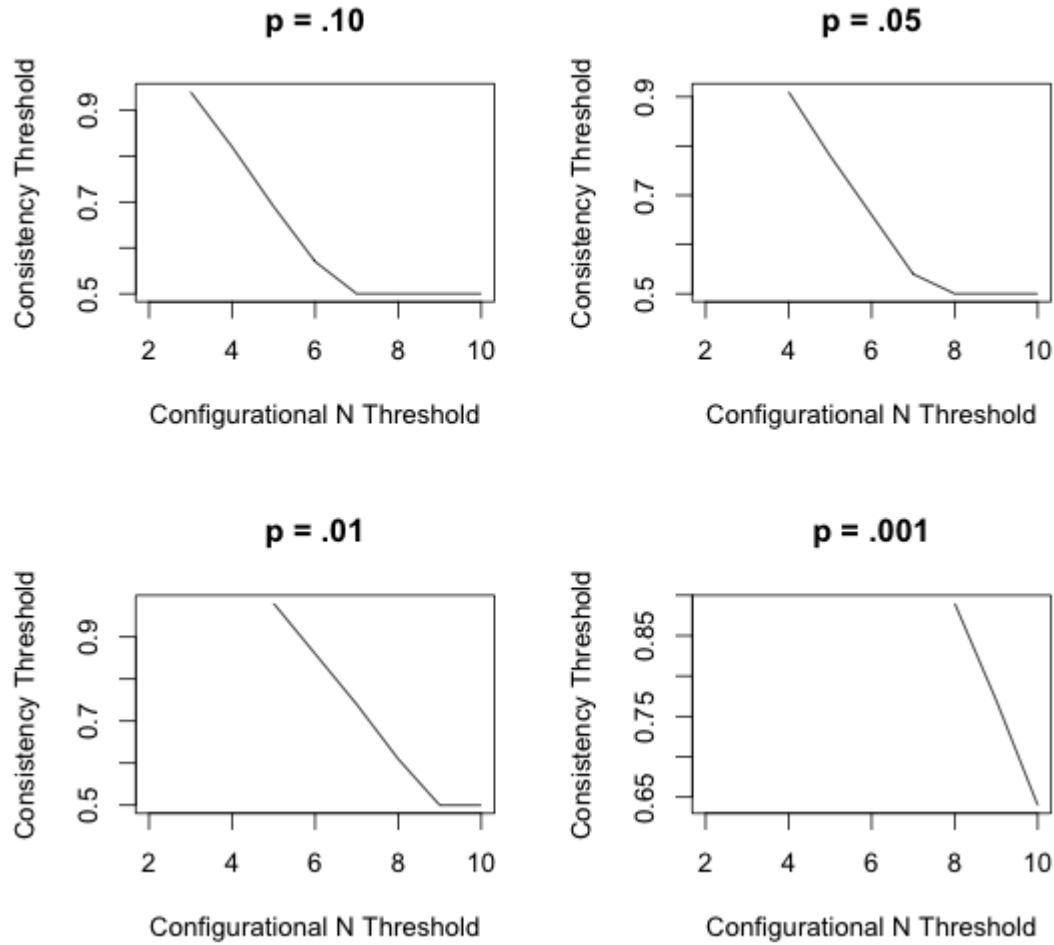 p = .10
Consistency Threshold
0.5 0.7 0.9
2 4 6 8 10
Configurational N Threshold
p = .05
Consistency Threshold
0.5 0.7 0.9
2 4 6 8 10
Configurational N Threshold
p = .01
Consistency Threshold
0.5 0.7 0.9
2 4 6 8 10
Configurational N Threshold
p = .001
Consistency Threshold
0.65 0.75 0.85
2 4 6 8 10
Configurational N Threshold